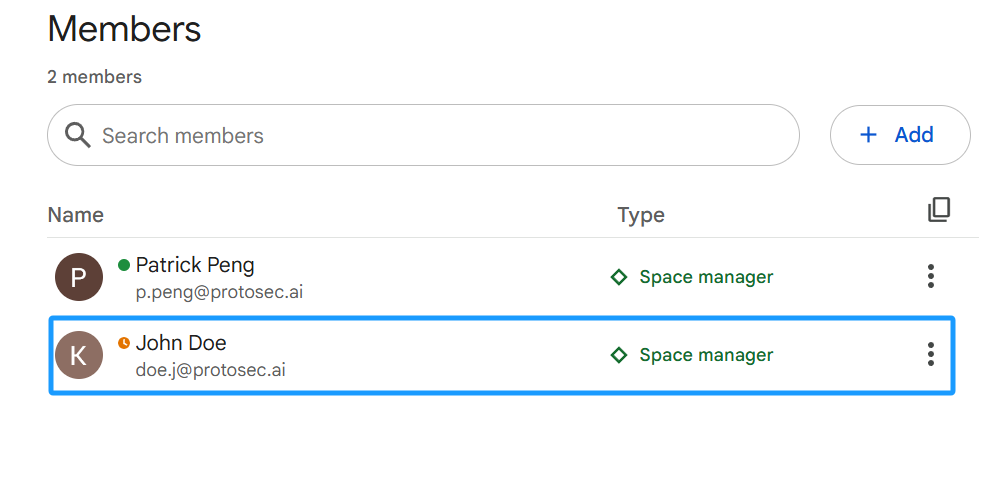 Members
2 members
Search members
+ Add
Name Type
P Patrick Peng Space manager
p.peng@protosec.ai
K John Doe Space manager
doe.j@protosec.ai